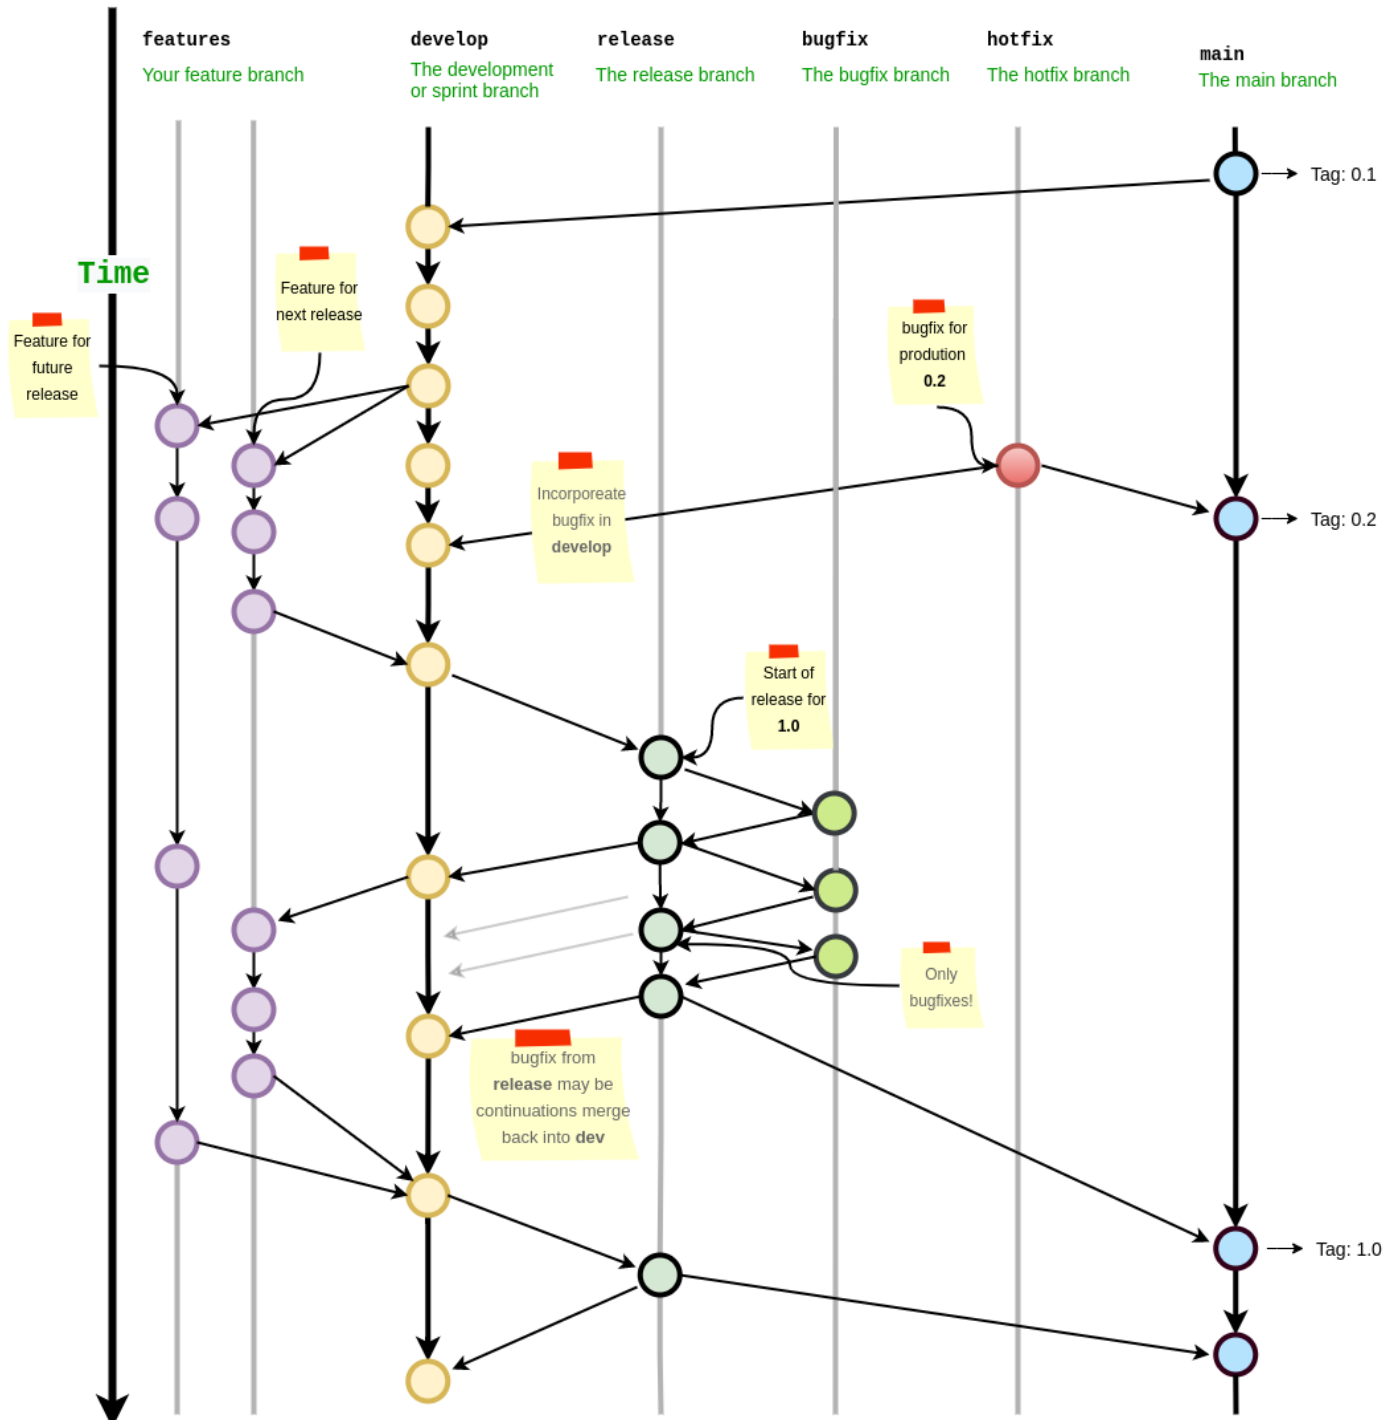 features
Your feature branch
develop
The development
or sprint branch
release
The release branch
bugfix
The bugfix branch
hotfix
The hotfix branch
main
The main branch
Tag: 0.1
Time
Feature for
next release
Feature for
future
release
bugfix for
prodution
0.2
Incorporeate
bugfix in
develop
Tag: 0.2
Start of
release for
1.0
Only
bugfixes!
bugfix from
release may be
continuations merge
back into dev
Tag: 1.0